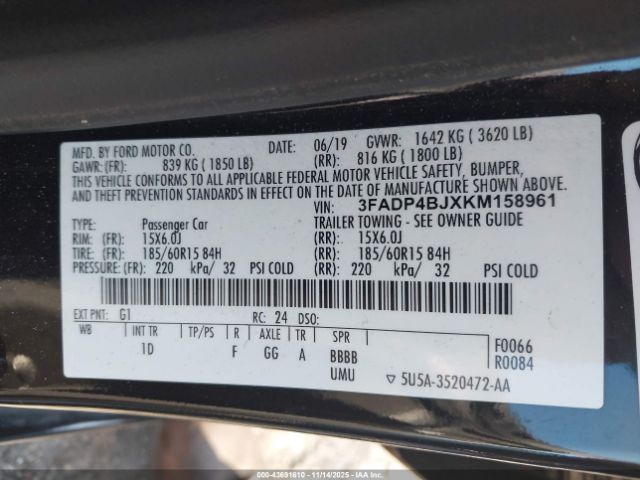 MFD. BY FORD MOTOR CO. DATE: 06/19 GVWR: 1642 KG ( 3620 LB)
GAWR: (FR): 839 KG ( 1850 LB) (RR): 816 KG ( 1800 LB)
THIS VEHICLE CONFORMS TO ALL APPLICABLE FEDERAL MOTOR VEHICLE SAFETY, BUMPER,
AND THEFT PREVENTION STANDARDS IN EFFECT ON THE DATE OF MANUFACTURE SHOWN ABOVE.
VIN: 3FADP4BJXKM158961
TYPE: Passenger Car TRAILER TOWING - SEE OWNER GUIDE
RIM: (FR): 15X6.0J (RR): 15X6.0J
TIRE: (FR): 185/60R15 84H (RR): 185/60R15 84H
PRESSURE: (FR): 220 kPa/ 32 PSI COLD (RR): 220 kPa/ 32 PSI COLD
EXT PNT: G1 RC: 24 DSO:
WB INT TR TP/PS R AXLE TR SPR F0066
1D F GG A BBBB R0084
UMU ▽ 5U5A-3520472-AA
000-43691610 - 11/14/2025 - IAAI.COM